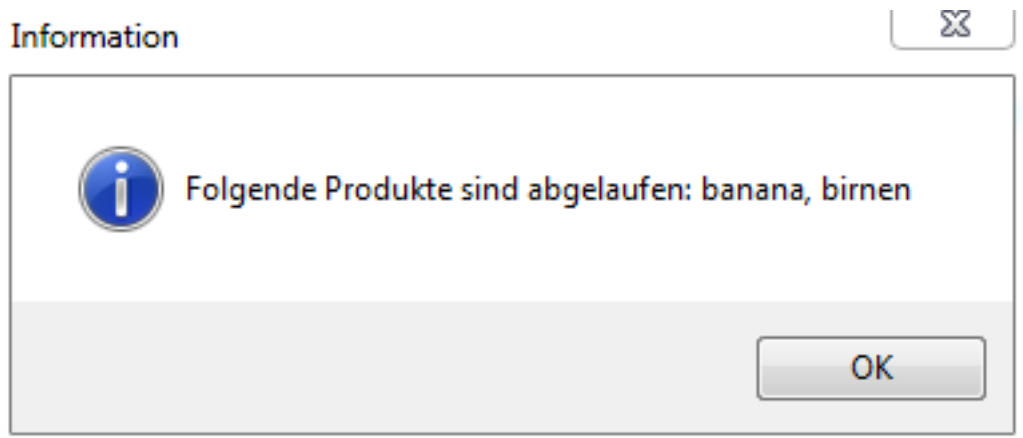 Information
Folgende Produkte sind abgelaufen: banana, birnen
OK